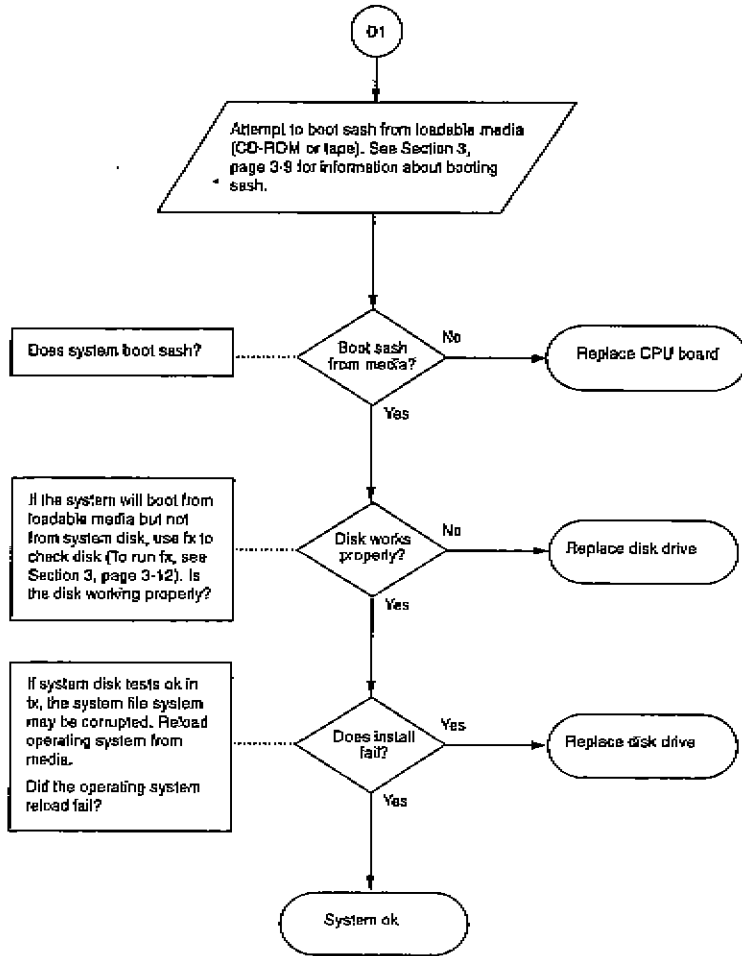 D1
Attempt to boot sash from loadable media
(CD-ROM or tape). See Section 3,
page 3-9 for information about booting
sash.
Does system boot sash?
Boot sash
from media?
No
Replace CPU board
Yes
If the system will boot from
loadable media but not
from system disk, use fx to
check disk (To run fx, see
Section 3, page 3-12). Is
the disk working properly?
Disk works
properly?
No
Replace disk drive
Yes
If system disk tests ok in
fx, the system file system
may be corrupted. Reload
operating system from
media.
Did the operating system
reload fail?
Does install
fail?
Yes
Replace disk drive
Yes
System ok